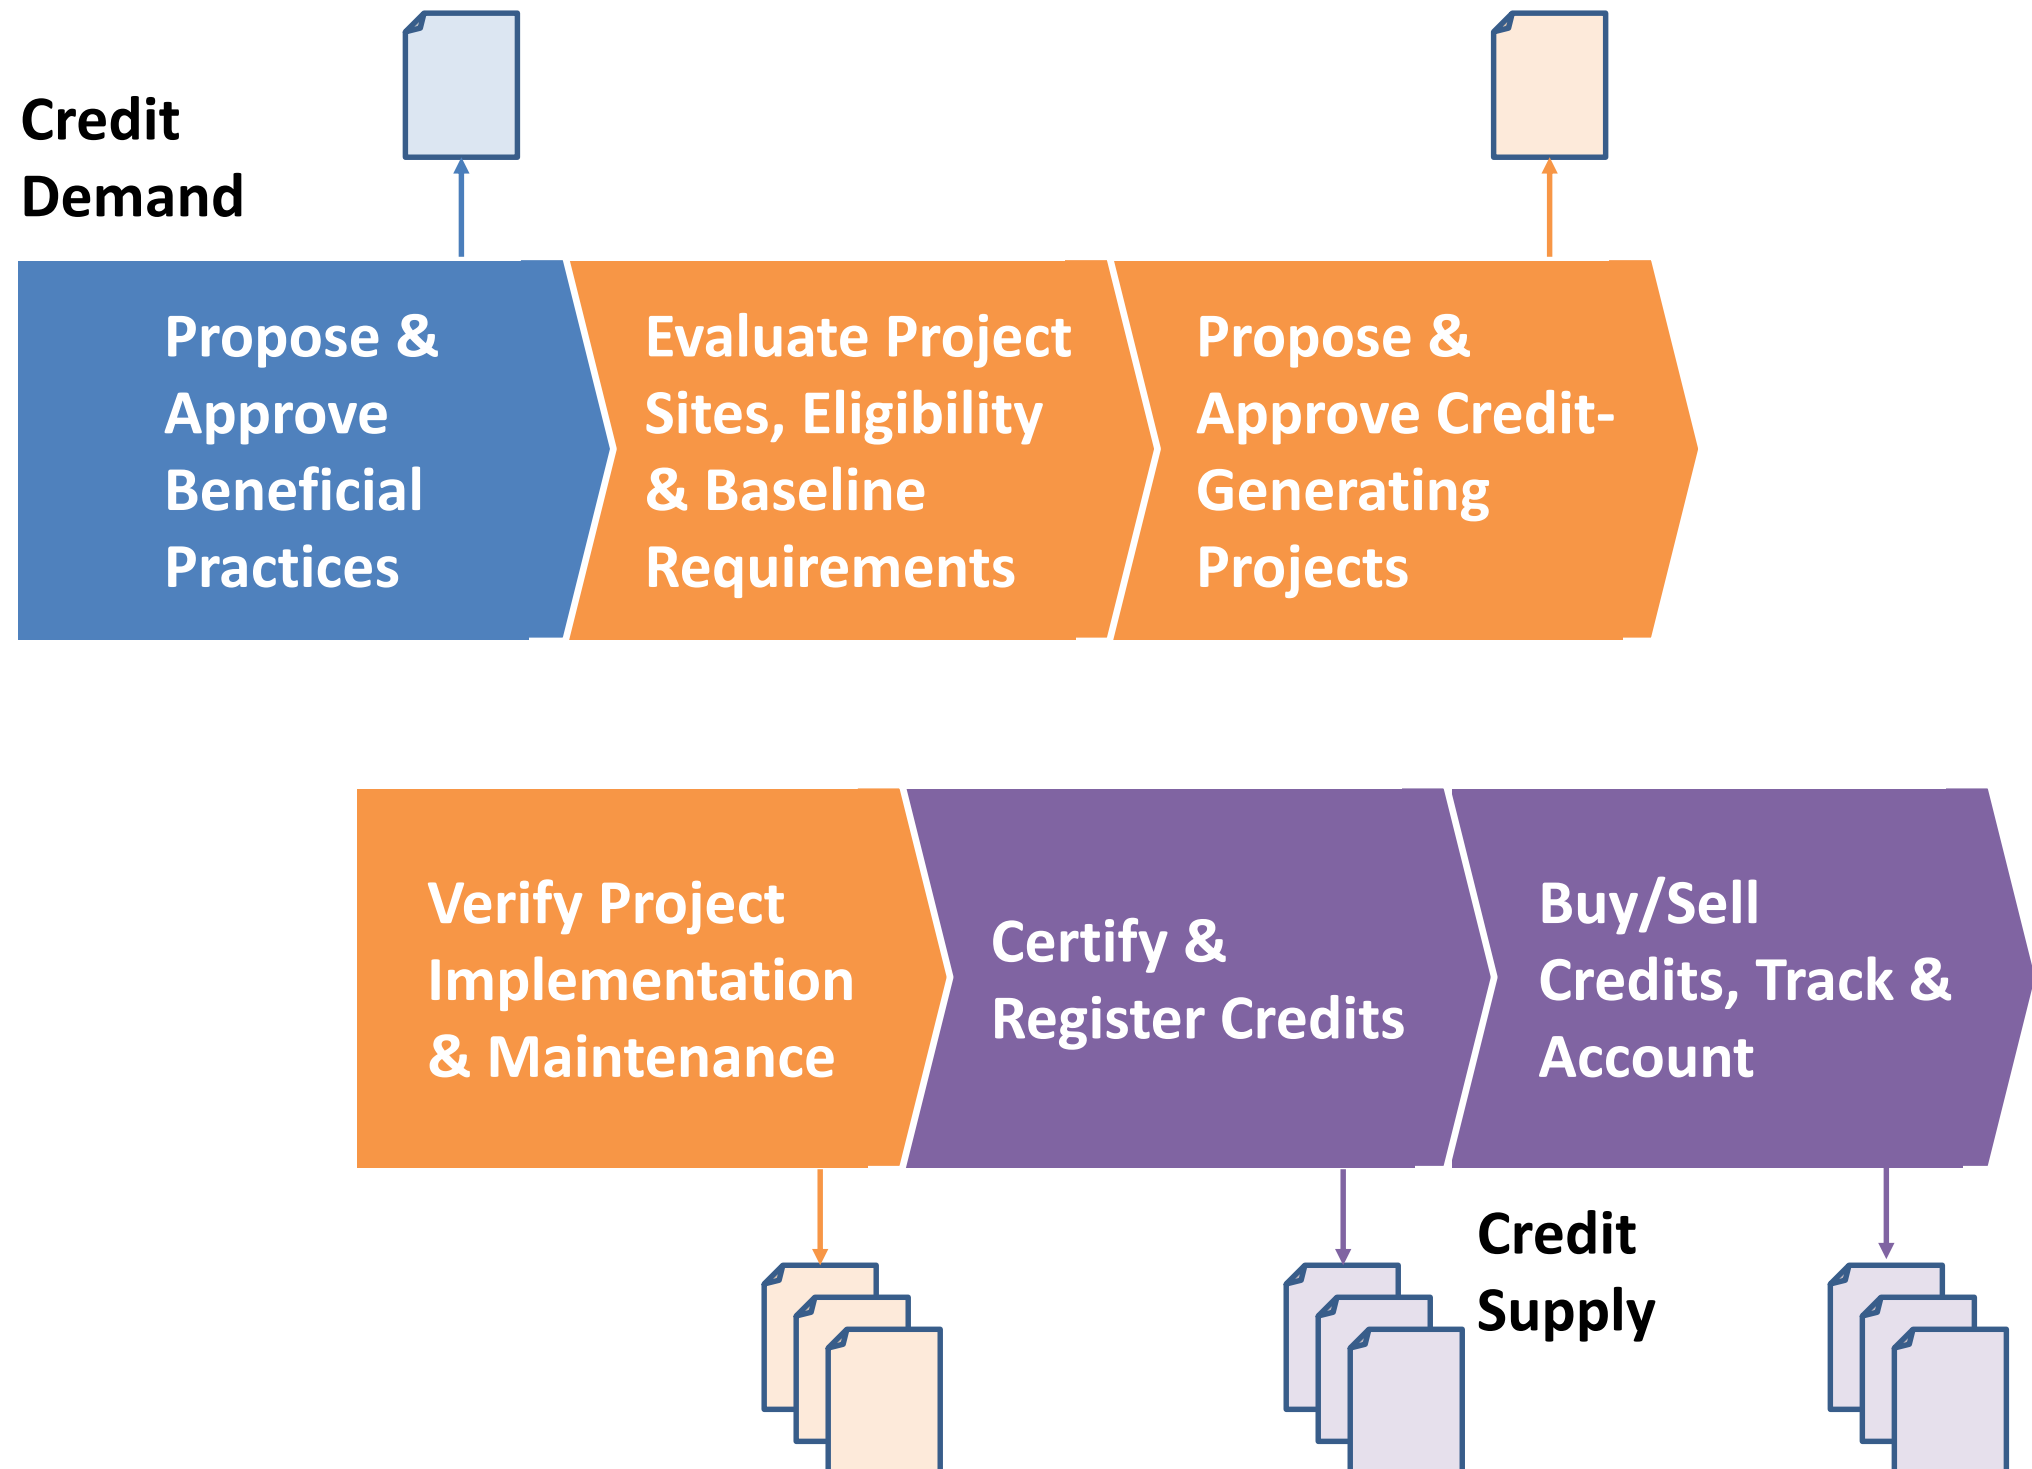 Credit
Demand
Propose &
Approve
Beneficial
Practices
Evaluate Project
Sites, Eligibility
& Baseline
Requirements
Propose &
Approve Credit-
Generating
Projects
Verify Project
Implementation
& Maintenance
Certify &
Register Credits
Buy/Sell
Credits, Track &
Account
Credit
Supply